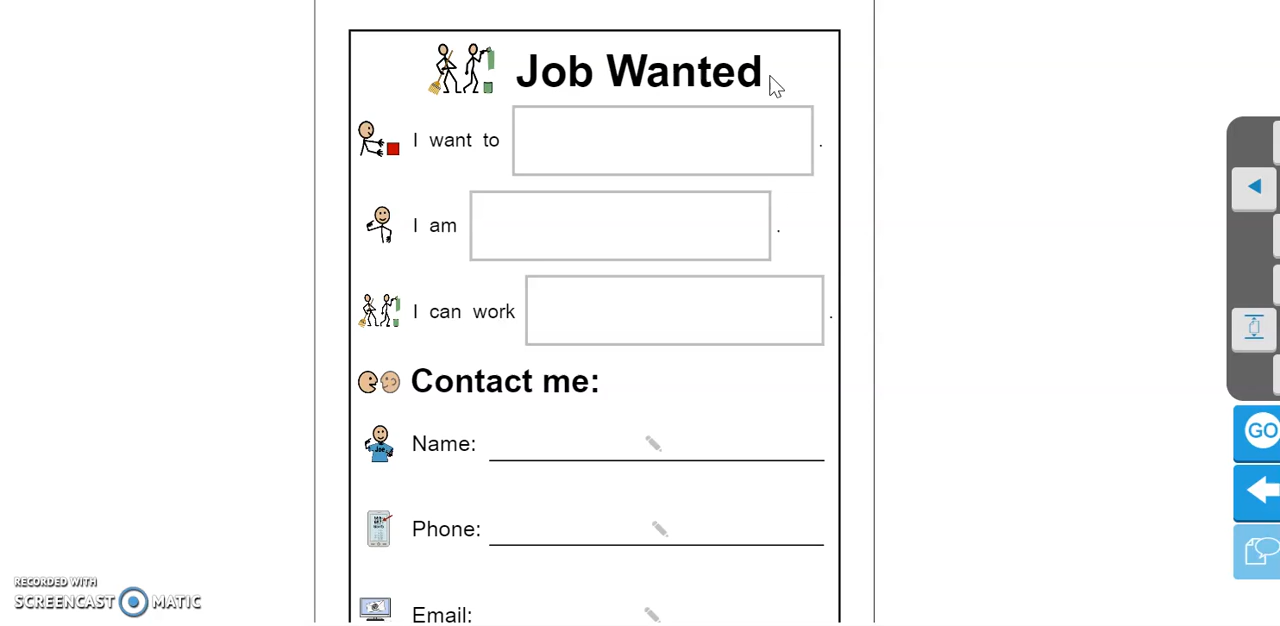 Job Wanted
I want to .
I am .
I can work .
Contact me:
Name:
Phone:
Email:
GO
RECORDED WITH
SCREENCAST MATIC